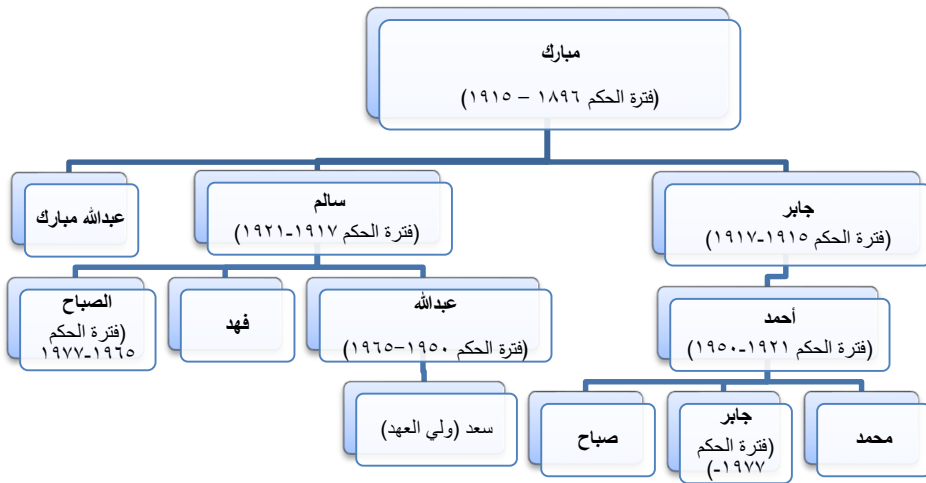 مبارك
(فترة الحكم ١٨٩٦ – ١٩١٥)
جابر
(فترة الحكم ١٩١٥-١٩١٧)
سالم
(فترة الحكم ١٩١٧-١٩٢١)
عبدالله مبارك
أحمد
(فترة الحكم ١٩٢١-١٩٥٠)
عبدالله
(فترة الحكم ١٩٥٠–١٩٦٥)
فهد
الصباح
(فترة الحكم
١٩٦٥-١٩٧٧
محمد
جابر
(فترة الحكم
١٩٧٧-)
صباح
سعد (ولي العهد)